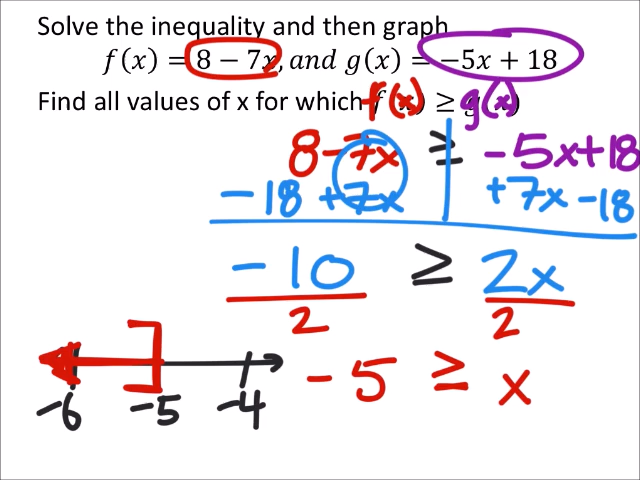 Solve the inequality and then graph
f(x) = 8 − 7x, and g(x) = −5x + 18
Find all values of x for which f(x) ≥ g(x)
f(x) g(x)
8 - 7x ≥ -5x+18
-18 +7x +7x -18
-10 ≥ 2x
2 2
-5 ≥ x
-6 -5 -4